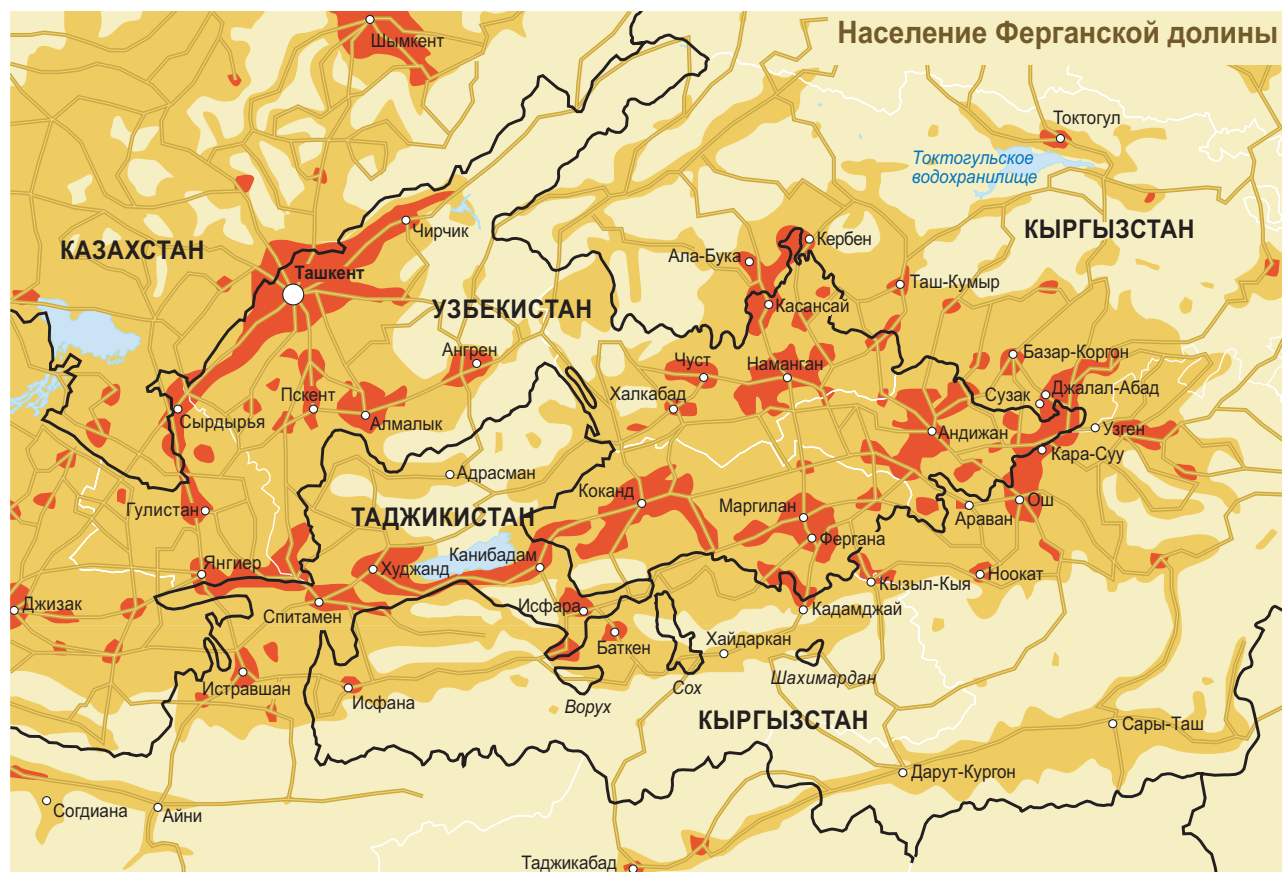 Население Ферганской долины
Шымкент
Токтогул
Токтогульское
водохранилище
Чирчик
КАЗАХСТАН
КЫРГЫЗСТАН
Кербен
Ала-Бука
Ташкент
Таш-Кумыр
УЗБЕКИСТАН
Касансай
Ангрен
Чуст
Наманган
Базар-Коргон
Джалал-Абад
Сузак
Пскент
Халкабад
Сырдырья
Алмалык
Андижан
Узген
Кара-Суу
Адрасман
Коканд
Гулистан
ТАДЖИКИСТАН
Маргилан
Араван
Ош
Фергана
Янгиер
Худжанд
Канибадам
Кызыл-Кыя
Ноокат
Джизак
Спитамен
Исфара
Кадамджай
Баткен
Хайдаркан
Истравшан
Исфана
Ворух
Сох
Шахимардан
КЫРГЫЗСТАН
Сары-Таш
Дарут-Кургон
Согдиана
Айни
Таджикабад